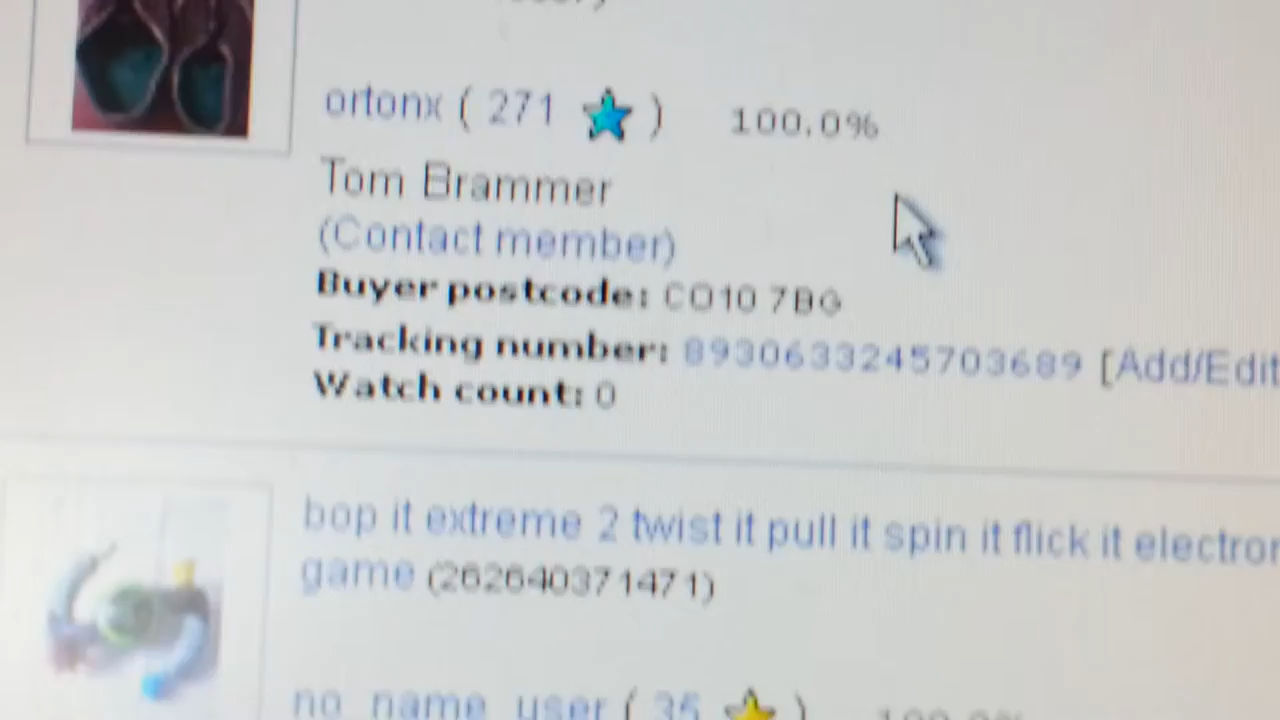 ortonx ( 271 ) 100.0%
Tom Brammer
(Contact member)
Buyer postcode: CO10 7BG
Tracking number: 8930633245703689 [Add/Edit
Watch count: 0
bop it extreme 2 twist it pull it spin it flick it electron
game (262640371471)
no_name_user ( 35 )